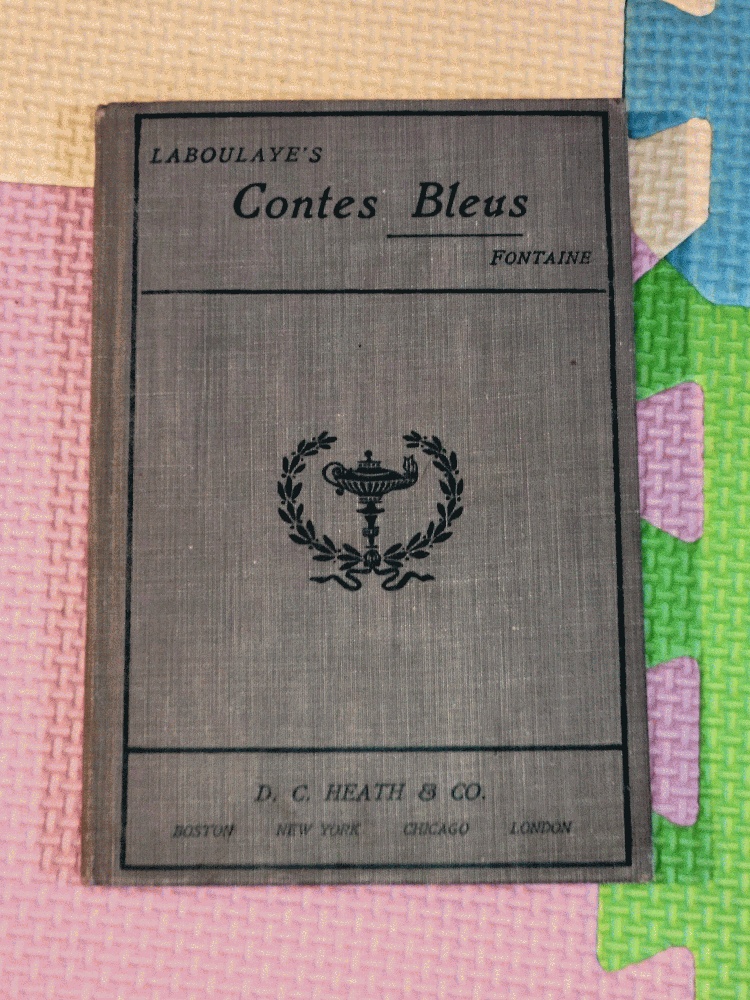 LABOULAYE'S
Contes Bleus
FONTAINE
D. C. HEATH & CO.
BOSTON NEW YORK CHICAGO LONDON